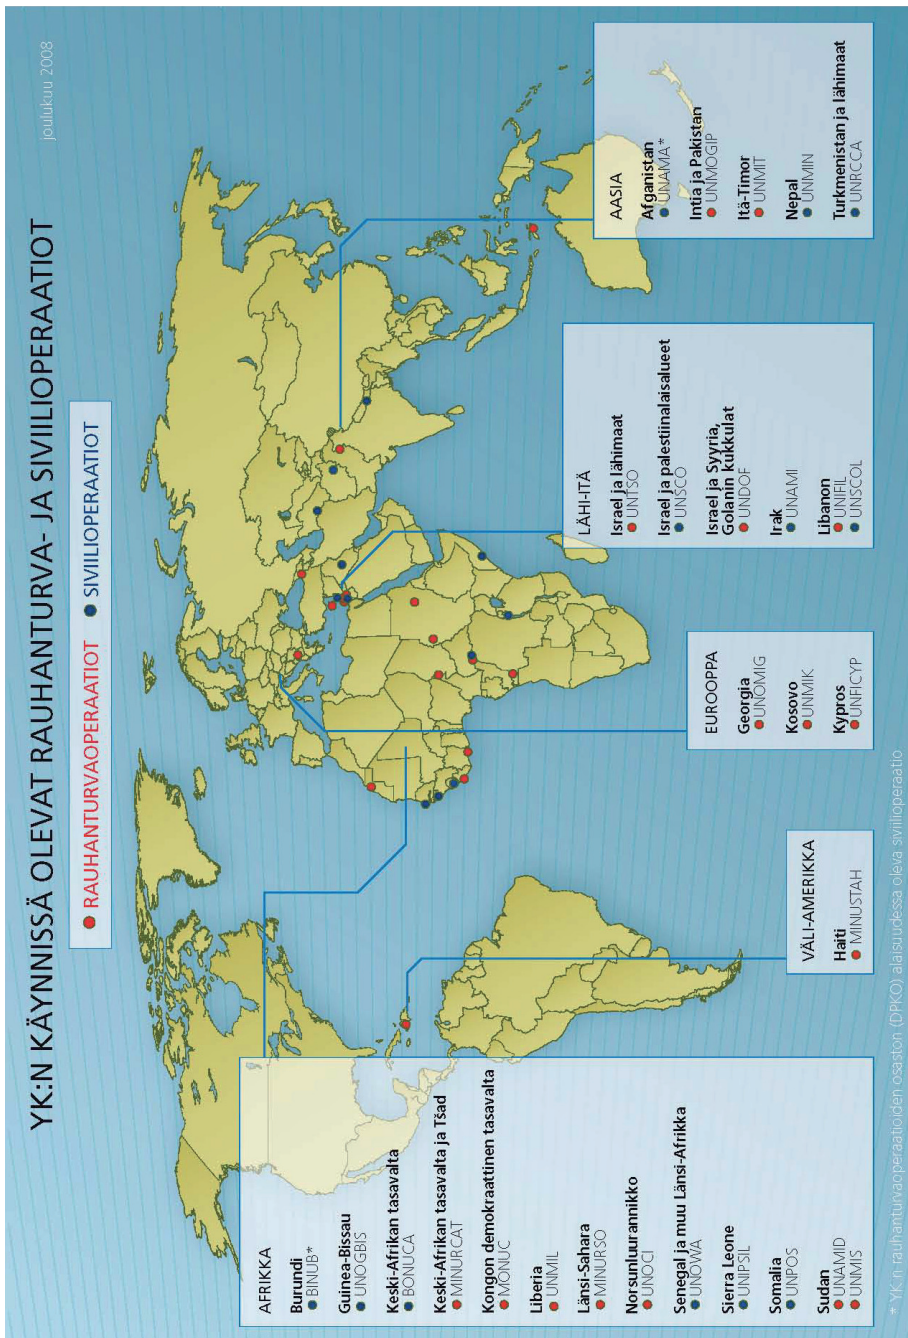 YK:N KÄYNNISSÄ OLEVAT RAUHANTURVA- JA SIVIILIOPERAATIOT
joulukuu 2008
RAUHANTURVAOPERAATIOT
SIVIILIOPERAATIOT
AFRIKKA
Burundi
BINUB*
Guinea-Bissau
UNOGBIS
Keski-Afrikan tasavalta
BONUCA
Keski-Afrikan tasavalta ja Tšad
MINURCAT
Kongon demokraattinen tasavalta
MONUC
Liberia
UNMIL
Länsi-Sahara
MINURSO
Norsunluurannikko
UNOCI
Senegal ja muu Länsi-Afrikka
UNOWA
Sierra Leone
UNIPSIL
Somalia
UNPOS
Sudan
UNAMID
UNMIS
VÄLI-AMERIKKA
Haiti
MINUSTAH
EUROOPPA
Georgia
UNOMIG
Kosovo
UNMIK
Kypros
UNFICYP
LÄHI-ITÄ
Israel ja lähimaat
UNTSO
Israel ja palestiinalaisalueet
UNSCO
Israel ja Syyria,
Golanin kukkulat
UNDOF
Irak
UNAMI
Libanon
UNIFIL
UNSCOL
AASIA
Afganistan
UNAMA*
Intia ja Pakistan
UNMOGIP
Itä-Timor
UNMIT
Nepal
UNMIN
Turkmenistan ja lähimaat
UNRCCA
* YK:n rauhanturvaoperaatioiden osaston (DPKO) alaisuudessa oleva siviilioperaatio